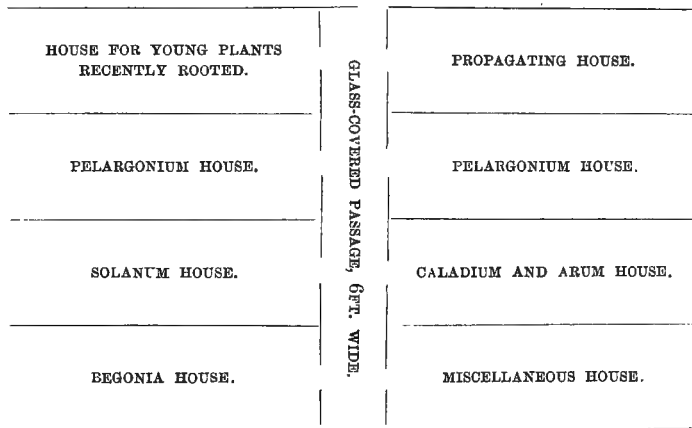 HOUSE FOR YOUNG PLANTS
RECENTLY ROOTED.
PROPAGATING HOUSE.
PELARGONIUM HOUSE.
PELARGONIUM HOUSE.
SOLANUM HOUSE.
CALADIUM AND ARUM HOUSE.
BEGONIA HOUSE.
MISCELLANEOUS HOUSE.
GLASS-COVERED PASSAGE, 6FT. WIDE.